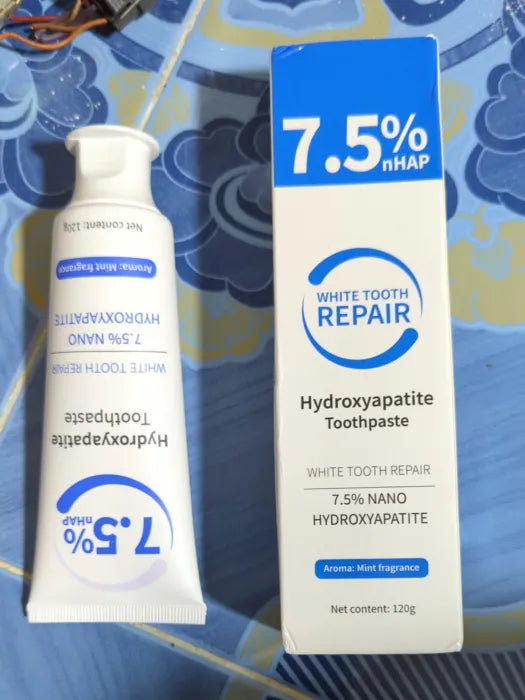 7.5%
nHAP
WHITE TOOTH
REPAIR
Hydroxyapatite
Toothpaste
WHITE TOOTH REPAIR
7.5% NANO
HYDROXYAPATITE
Aroma: Mint fragrance
Net content: 120g
7.5%
nHAP
Hydroxyapatite
Toothpaste
WHITE TOOTH REPAIR
7.5% NANO
HYDROXYAPATITE
Aroma: Mint fragrance
Net content: 120g